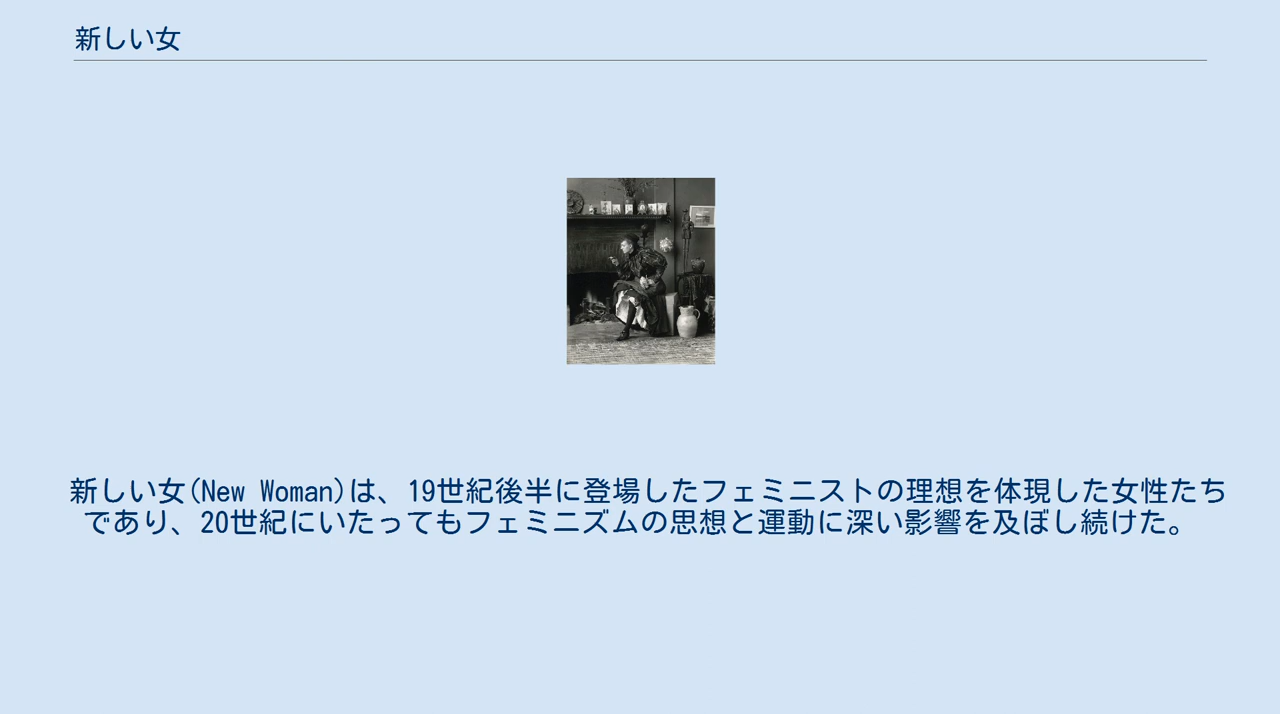 新しい女
新しい女(New Woman)は、19世紀後半に登場したフェミニストの理想を体現した女性たち
であり、20世紀にいたってもフェミニズムの思想と運動に深い影響を及ぼし続けた。